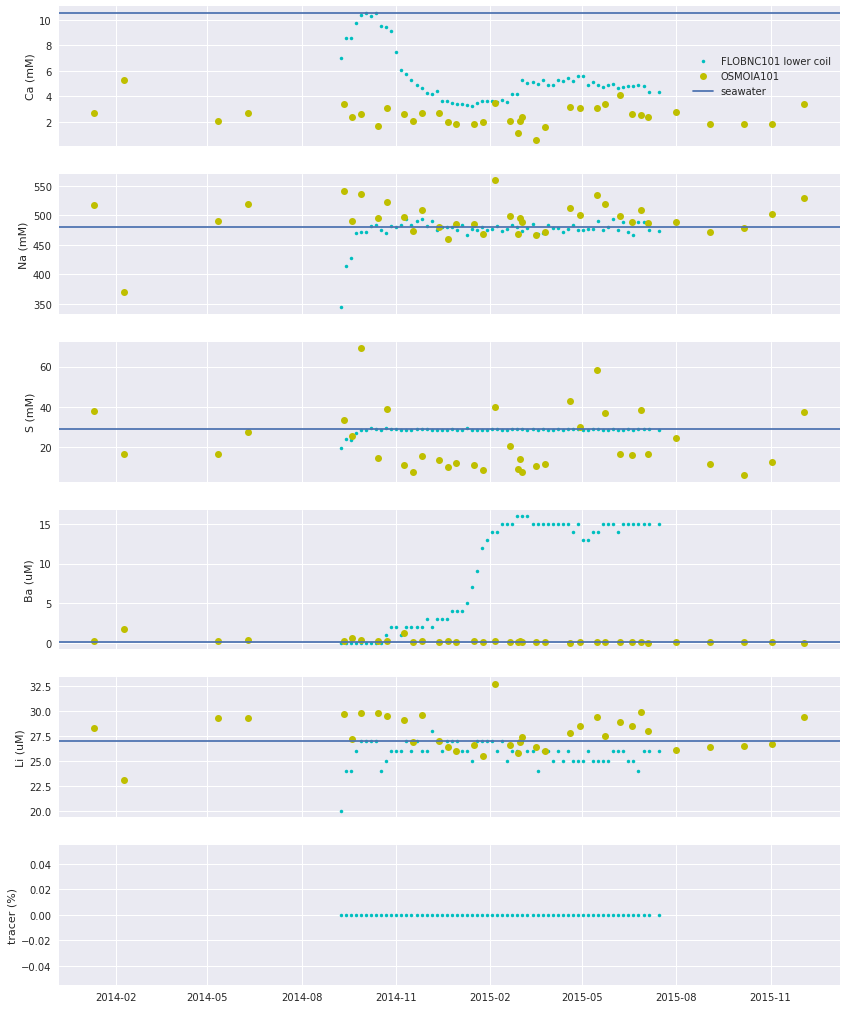 10
8
6
4
2
Ca (mM)
FLOBNC101 lower coil
OSMOIA101
seawater
550
500
450
400
350
Na (mM)
60
40
20
S (mM)
15
10
5
0
Ba (uM)
32.5
30.0
27.5
25.0
22.5
20.0
Li (uM)
0.04
0.02
0.00
−0.02
−0.04
tracer (%)
2014-02 2014-05 2014-08 2014-11 2015-02 2015-05 2015-08 2015-11